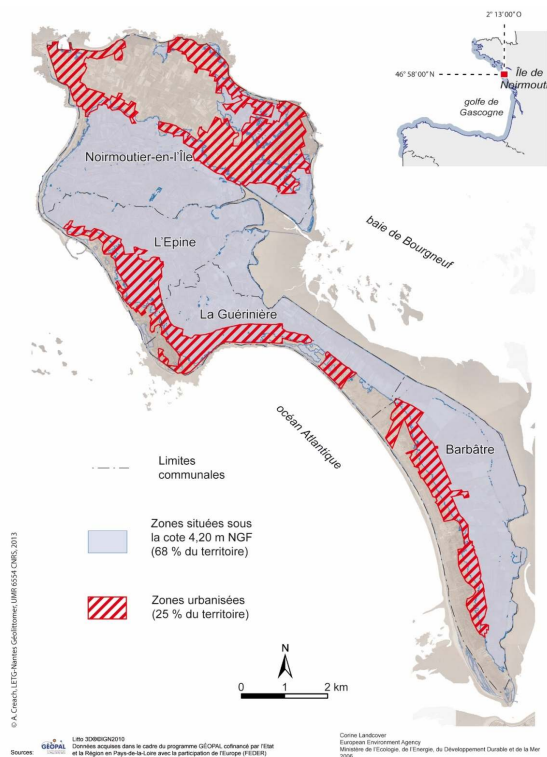 2° 13'00'' O
46° 58'00'' N
Île de
Noirmouti
golfe de
Gascogne
Noirmoutier-en-l'Île
baie de Bourgneuf
L'Epine
La Guérinière
océan Atlantique
Barbâtre
Limites
communales
Zones situées sous
la cote 4,20 m NGF
(68 % du territoire)
Zones urbanisées
(25 % du territoire)
N
0 1 2 km
© A. Creach, LETG-Nantes Géolittomer, UMR 6554 CNRS, 2013
Sources:
GÉOPAL
Litto 3D®©IGN2010
Données acquises dans le cadre du programme GÉOPAL cofinancé par l'Etat
et la Région en Pays-de-la-Loire avec la participation de l'Europe (FEDER)
Corine Landcover
European Environment Agency
Ministère de l'Ecologie, de l'Energie, du Développement Durable et de la Mer
2006